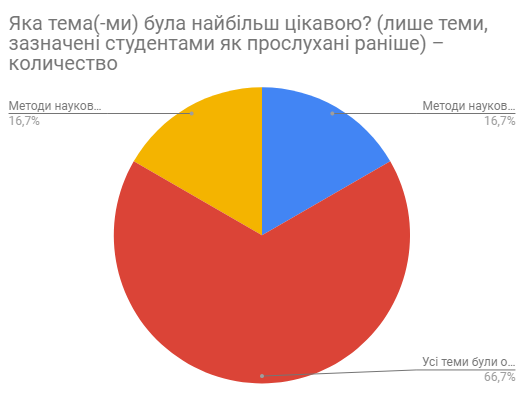 Яка тема(-ми) була найбільш цікавою? (лише теми,
зазначені студентами як прослухані раніше) –
количество
Методи науков…
16,7%
Методи науков…
16,7%
Усі теми були о…
66,7%